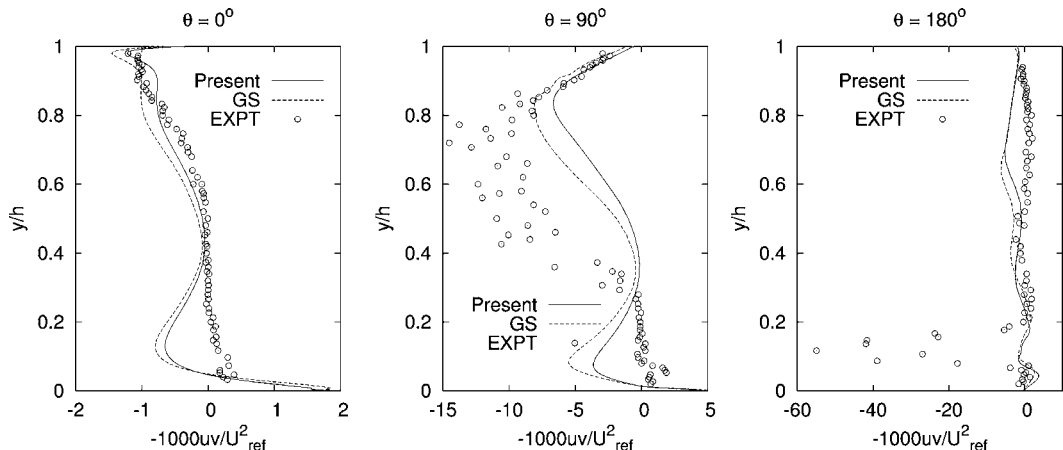 θ = 0°
θ = 90°
θ = 180°
1
0.8
0.6
0.4
0.2
0
y/h
Present
GS
EXPT
-2
-1
0
1
2
-1000uv/U²ref
1
0.8
0.6
0.4
0.2
0
y/h
Present
GS
EXPT
-15
-10
-5
0
5
-1000uv/U²ref
1
0.8
0.6
0.4
0.2
0
y/h
Present
GS
EXPT
-60
-40
-20
0
-1000uv/U²ref